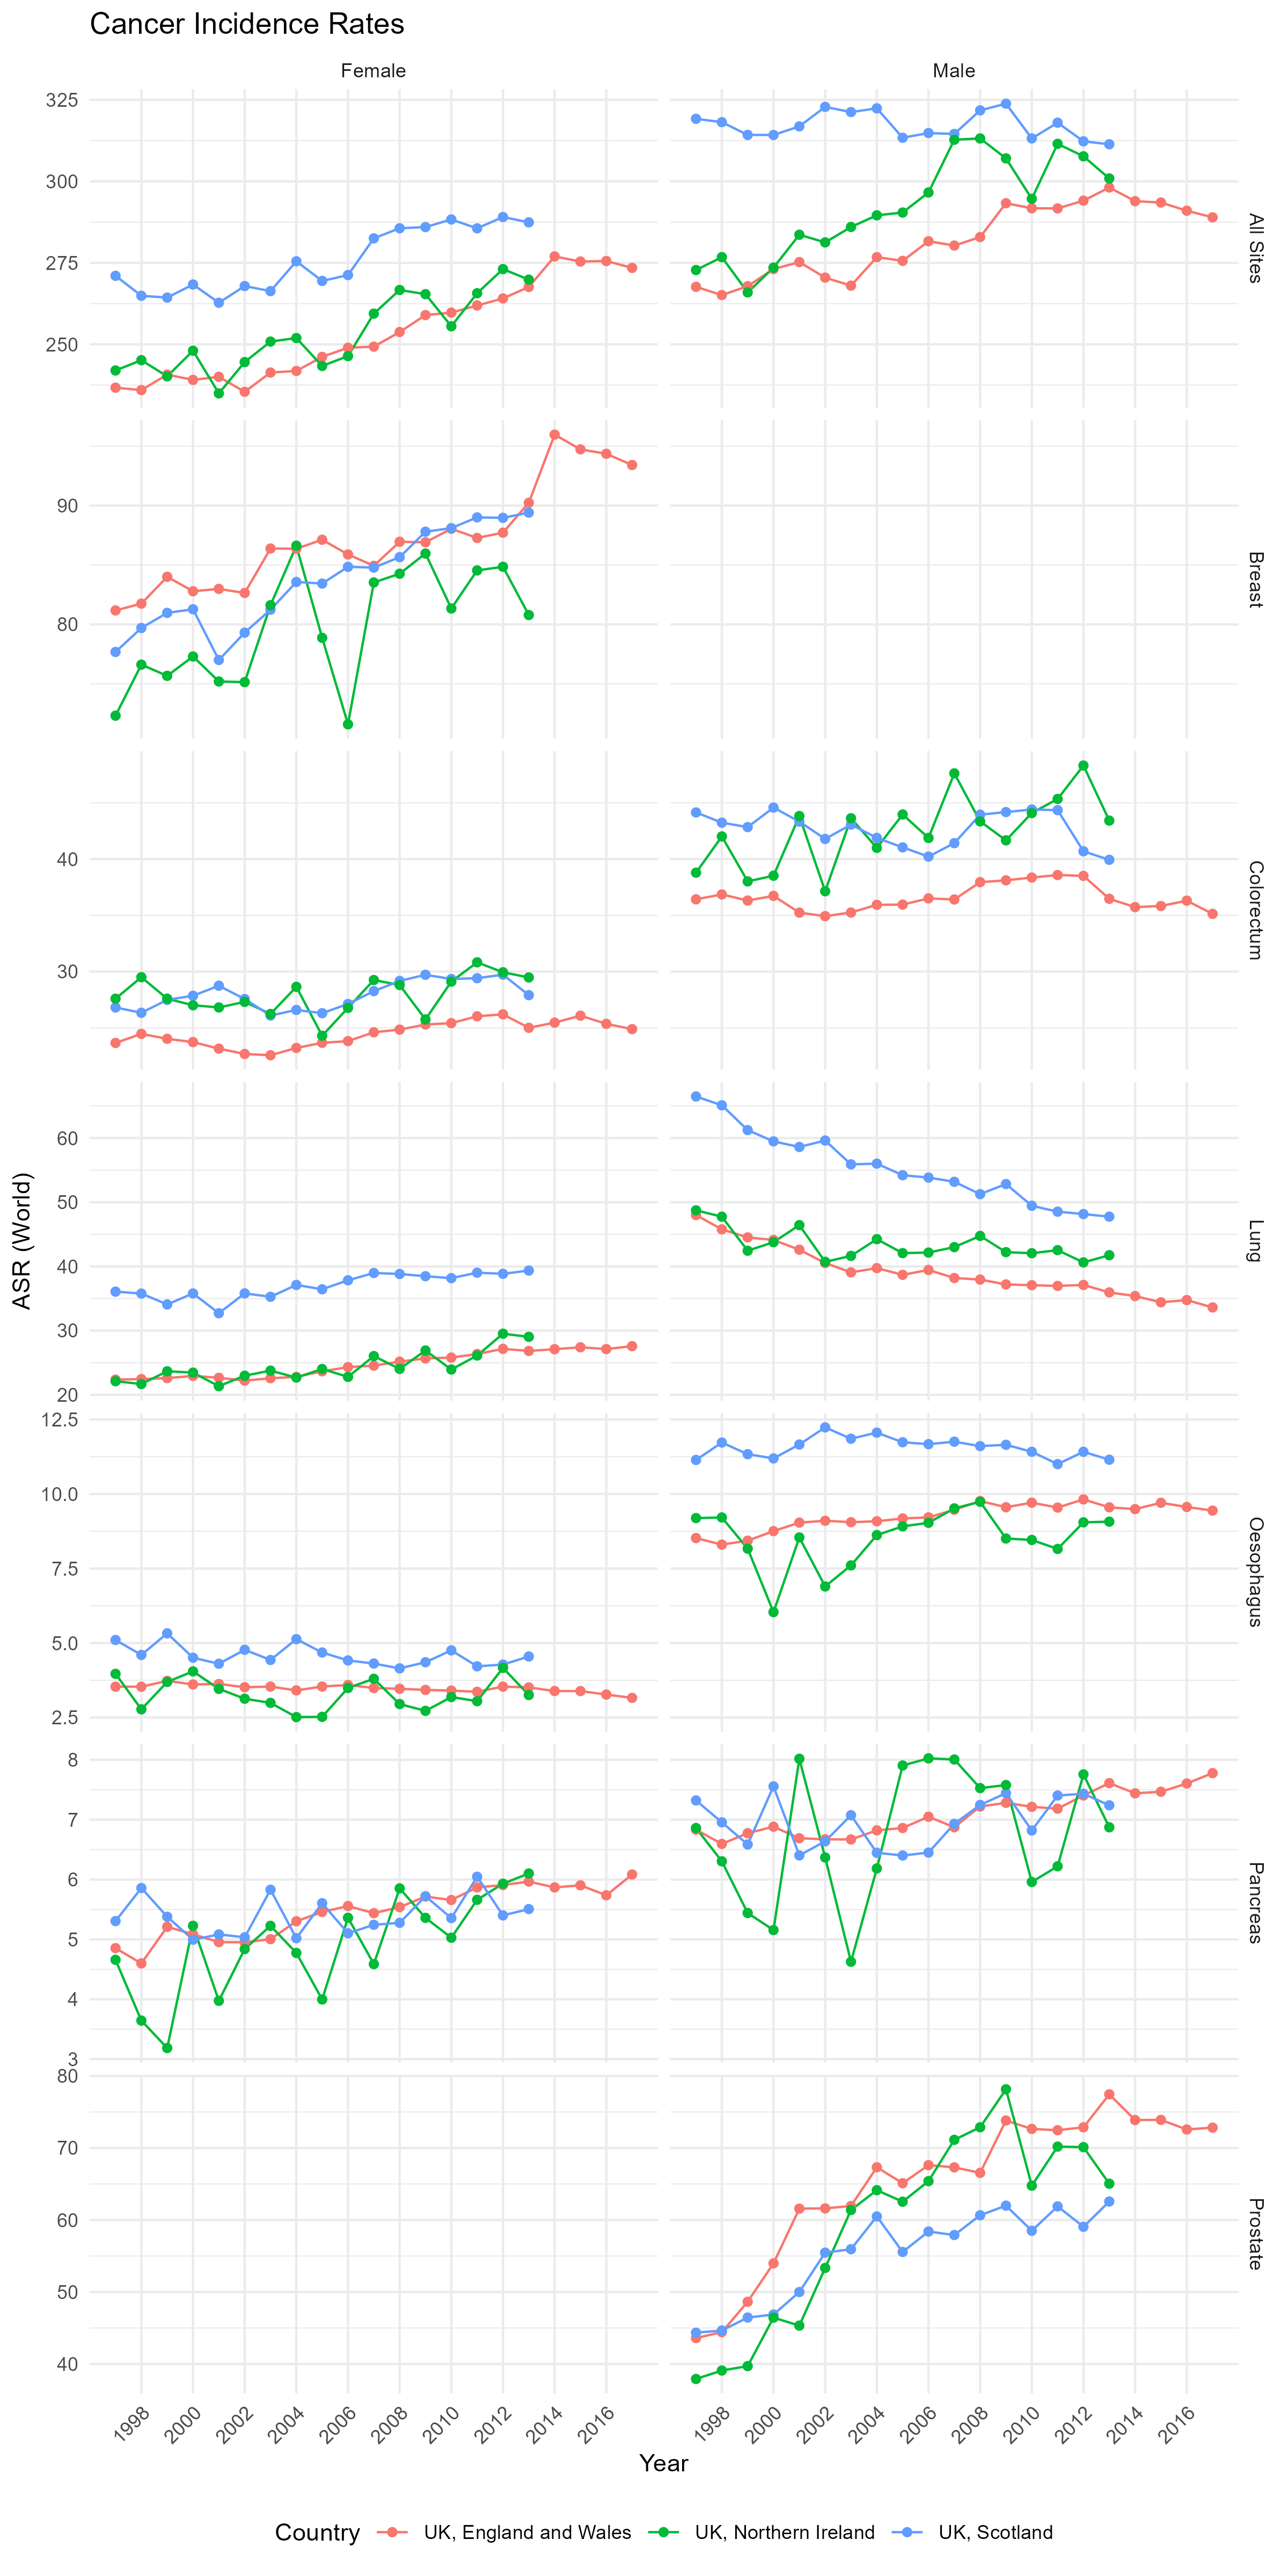 Cancer Incidence Rates
Female Male
325
300
275
250
All Sites
90
80
Breast
40
30
Colorectum
ASR (World)
60
50
40
30
20
Lung
12.5
10.0
7.5
5.0
2.5
Oesophagus
8
7
6
5
4
3
Pancreas
80
70
60
50
40
Prostate
1998 2000 2002 2004 2006 2008 2010 2012 2014 2016 1998 2000 2002 2004 2006 2008 2010 2012 2014 2016
Year
Country UK, England and Wales UK, Northern Ireland UK, Scotland